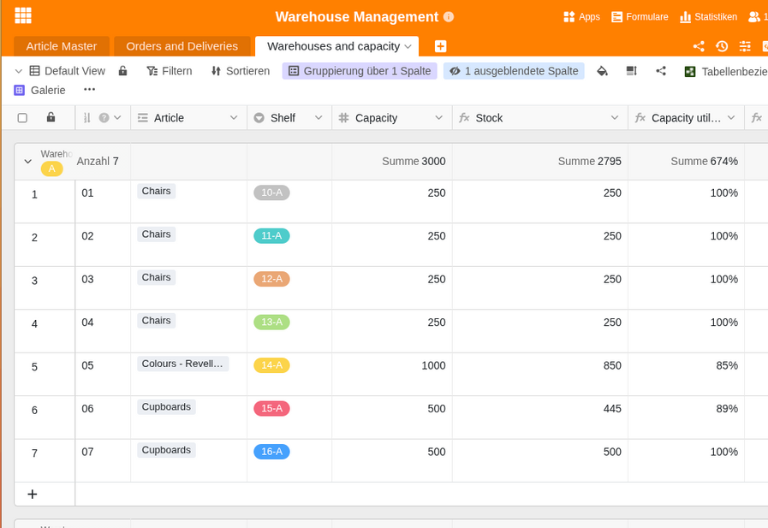 Warehouse Management
Apps Formulare Statistiken 1
Article Master Orders and Deliveries Warehouses and capacity
Default View Filtern Sortieren Gruppierung über 1 Spalte 1 ausgeblendete Spalte
Galerie
Article Shelf Capacity Stock Capacity util...
A Anzahl 7 Summe 3000 Summe 2795 Summe 674%
1 01 Chairs 10-A 250 250 100%
2 02 Chairs 11-A 250 250 100%
3 03 Chairs 12-A 250 250 100%
4 04 Chairs 13-A 250 250 100%
5 05 Colours - Revell... 14-A 1000 850 85%
6 06 Cupboards 15-A 500 445 89%
7 07 Cupboards 16-A 500 500 100%